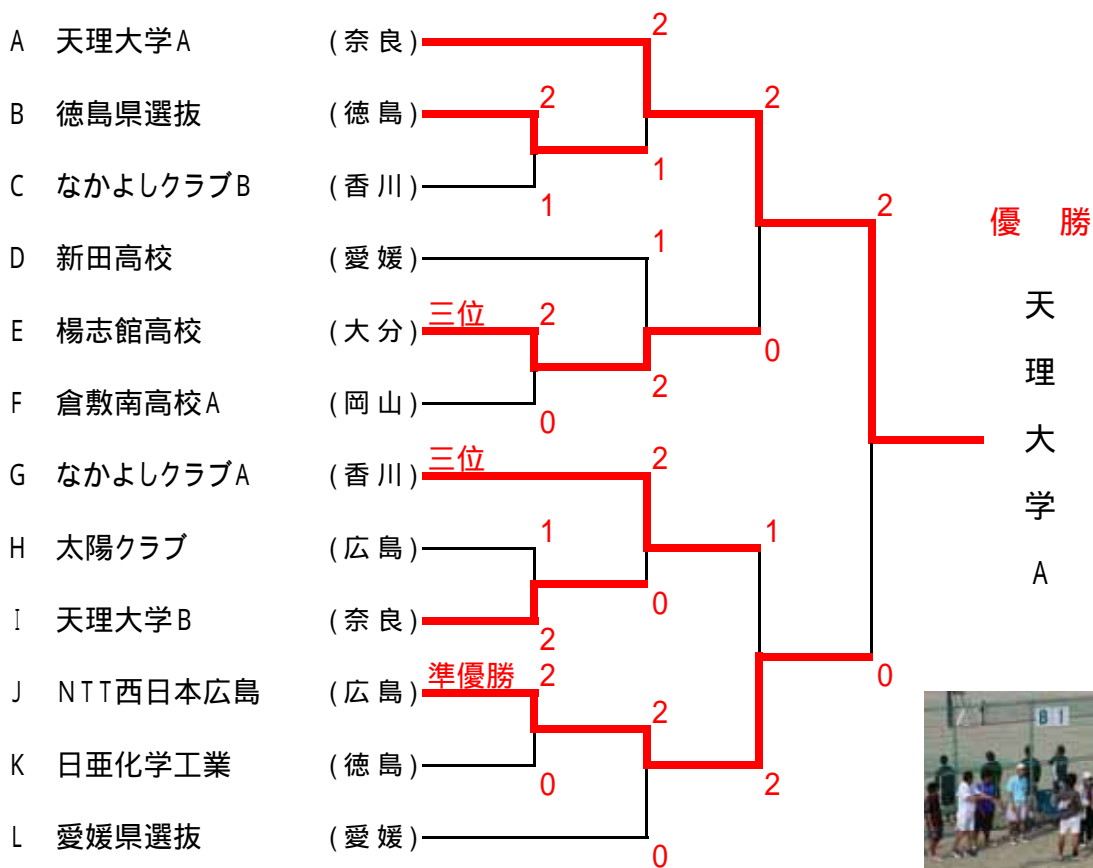 A 天理大学A (奈良) 2
B 徳島県選抜 (徳島) 2 2
1
C なかよしクラブB (香川) 1 2
優 勝
D 新田高校 (愛媛) 1
天
三位
E 楊志館高校 (大分) 2 0
理
2
F 倉敷南高校A (岡山) 0
大
三位
G なかよしクラブA (香川) 2
学
H 太陽クラブ (広島) 1 1
A
0
I 天理大学B (奈良) 2
準優勝
0
J NTT西日本広島 (広島) 2 2
B 1
K 日亜化学工業 (徳島) 0 2
L 愛媛県選抜 (愛媛) 0